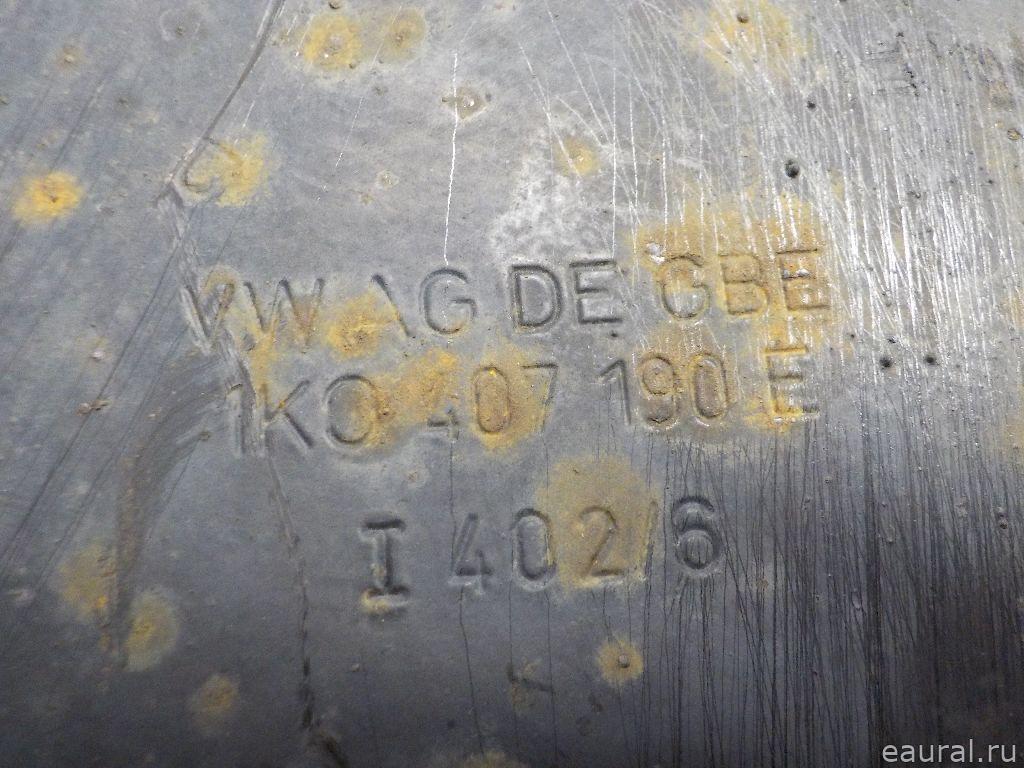 VW AG DE GBE
1K0 407 190 E
I 402/6
eaural.ru